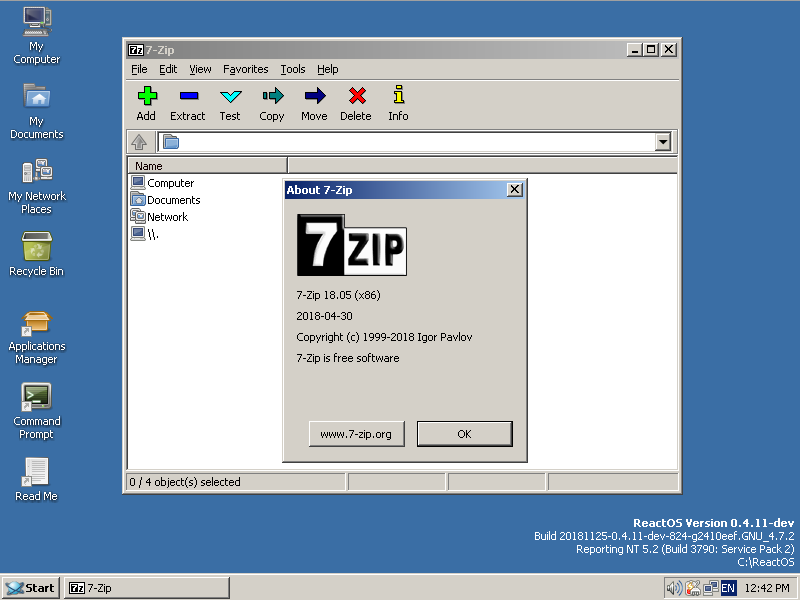 My
Computer
My
Documents
My Network
Places
Recycle Bin
Applications
Manager
Command
Prompt
Read Me
7z 7-Zip
File Edit View Favorites Tools Help
Add Extract Test Copy Move Delete Info
Name
Computer
Documents
Network
\\.
About 7-Zip
7ZIP
7-Zip 18.05 (x86)
2018-04-30
Copyright (c) 1999-2018 Igor Pavlov
7-Zip is free software
www.7-zip.org OK
0 / 4 object(s) selected
ReactOS Version 0.4.11-dev
Build 20181125-0.4.11-dev-824-g2410eef.GNU_4.7.2
Reporting NT 5.2 (Build 3790: Service Pack 2)
C:\ReactOS
Start 7z 7-Zip EN 12:42 PM